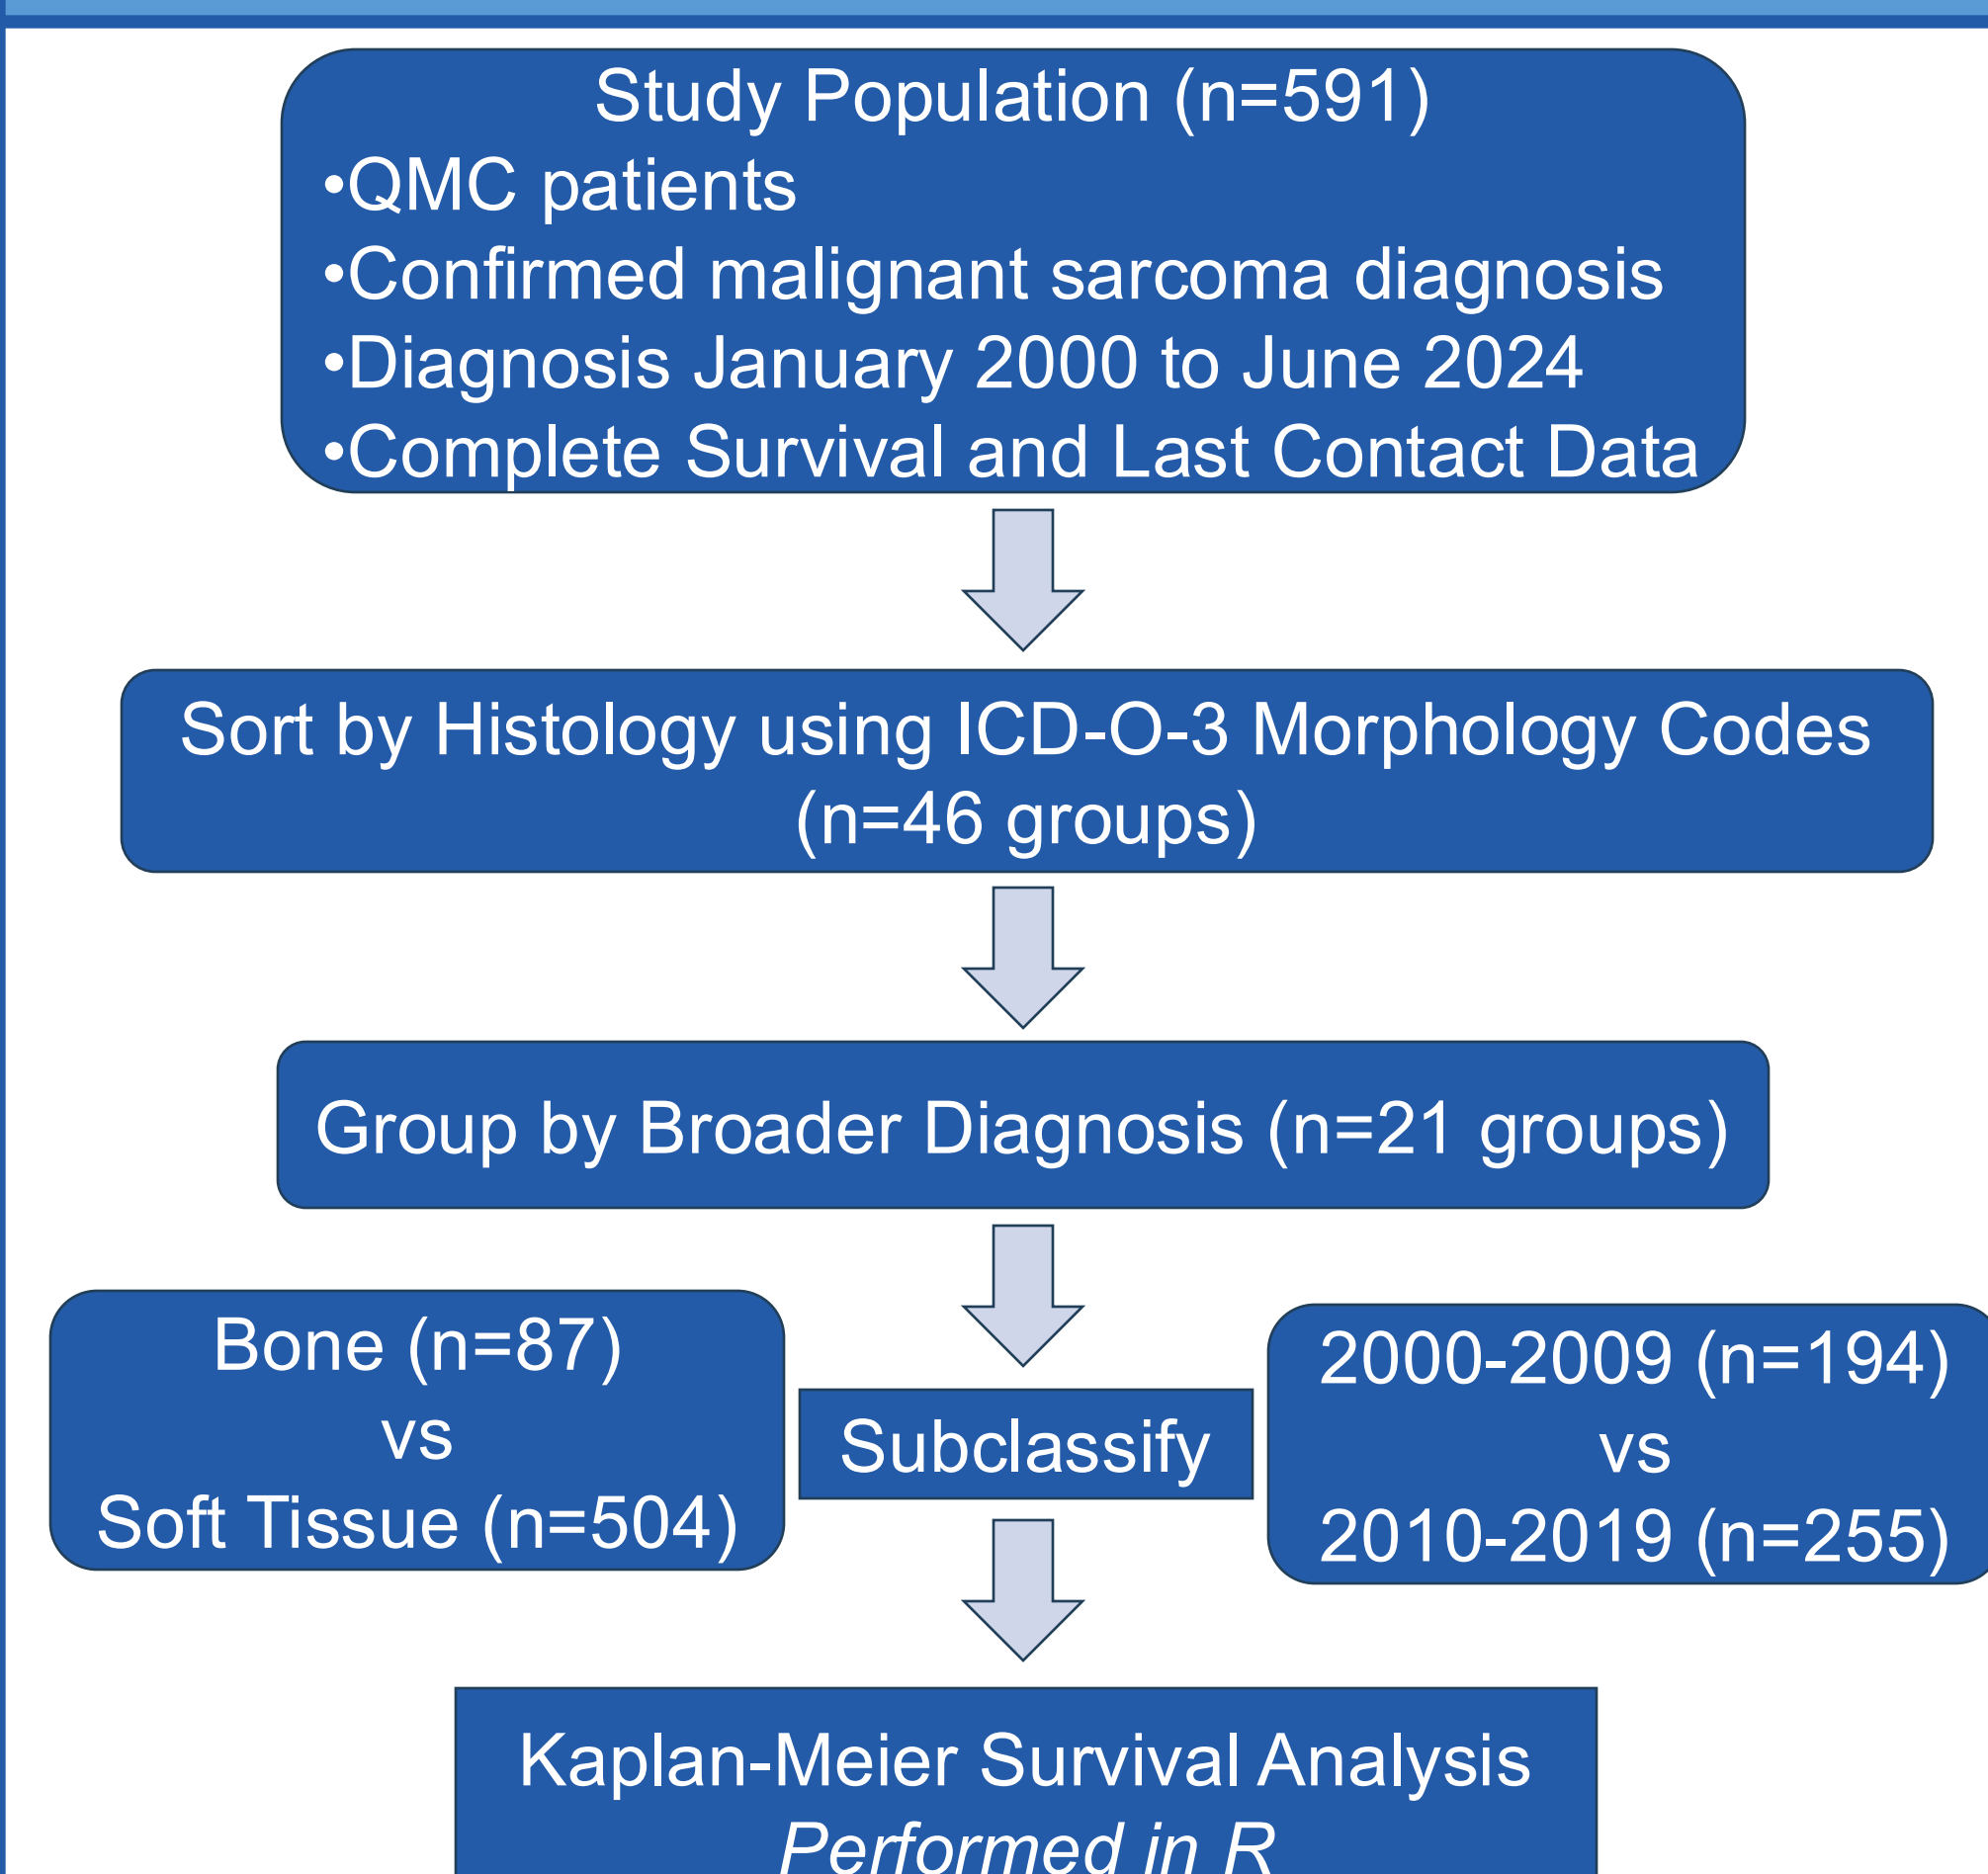 Study Population (n=591)
•QMC patients
•Confirmed malignant sarcoma diagnosis
•Diagnosis January 2000 to June 2024
•Complete Survival and Last Contact Data
Sort by Histology using ICD-O-3 Morphology Codes
(n=46 groups)
Group by Broader Diagnosis (n=21 groups)
Bone (n=87)
vs
Soft Tissue (n=504)
Subclassify
2000-2009 (n=194)
vs
2010-2019 (n=255)
Kaplan-Meier Survival Analysis
Performed in R